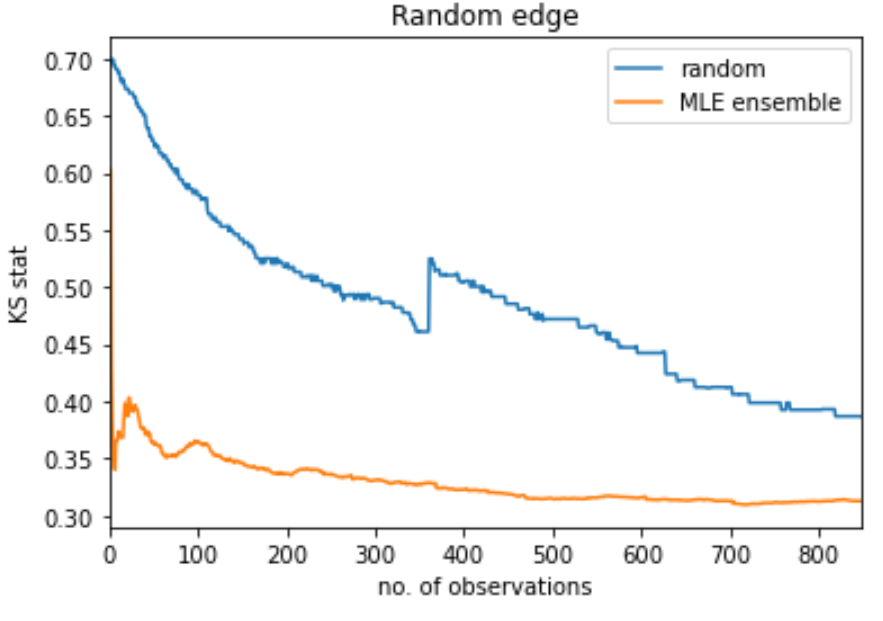 Random edge
random
MLE ensemble
KS stat
0.70
0.65
0.60
0.55
0.50
0.45
0.40
0.35
0.30
0 100 200 300 400 500 600 700 800
no. of observations